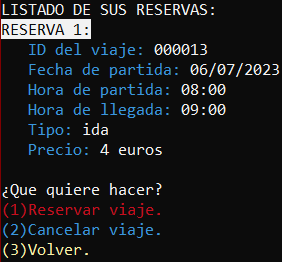 LISTADO DE SUS RESERVAS:
RESERVA 1:
ID del viaje: 000013
Fecha de partida: 06/07/2023
Hora de partida: 08:00
Hora de llegada: 09:00
Tipo: ida
Precio: 4 euros
¿Que quiere hacer?
(1)Reservar viaje.
(2)Cancelar viaje.
(3)Volver.